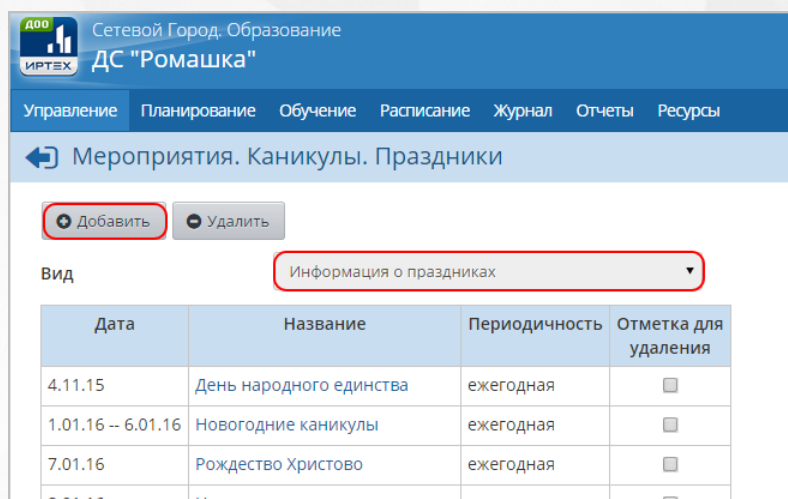 ДОО
ИРТЕХ
Сетевой Город. Образование
ДС "Ромашка"
Управление Планирование Обучение Расписание Журнал Отчеты Ресурсы
Мероприятия. Каникулы. Праздники
Добавить Удалить
Вид Информация о праздниках
Дата Название Периодичность Отметка для
удаления
4.11.15 День народного единства ежегодная
1.01.16 -- 6.01.16 Новогодние каникулы ежегодная
7.01.16 Рождество Христово ежегодная